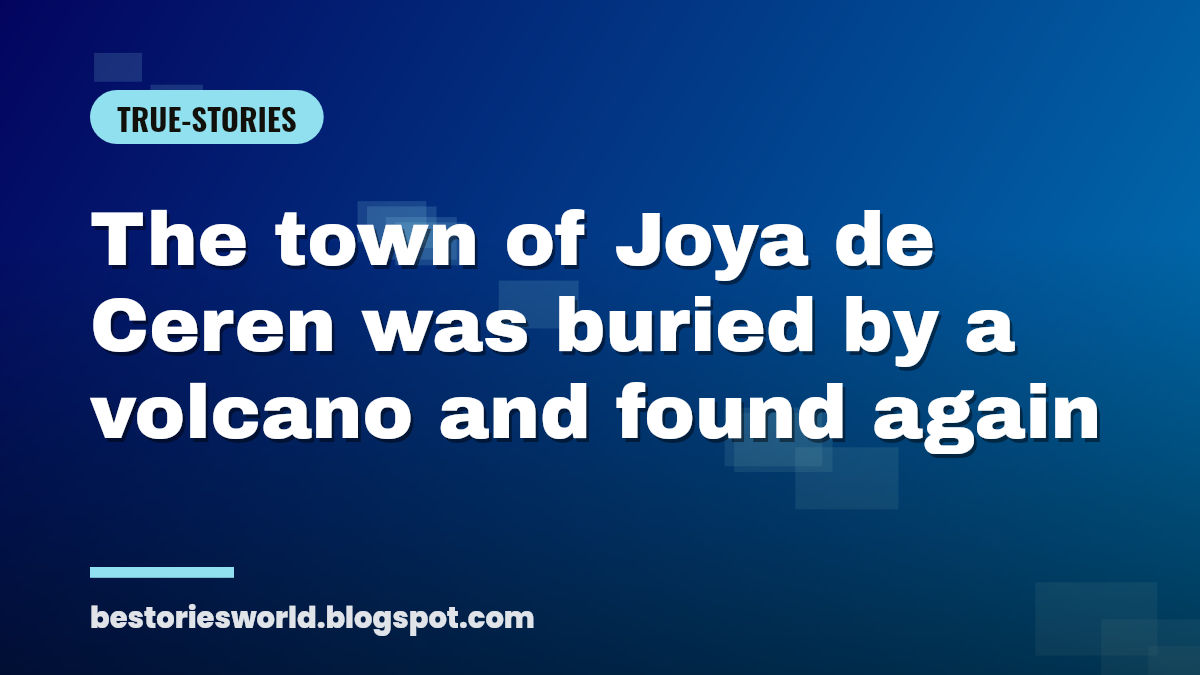 TRUE-STORIES
The town of Joya de
Ceren was buried by a
volcano and found again
bestoriesworld.blogspot.com